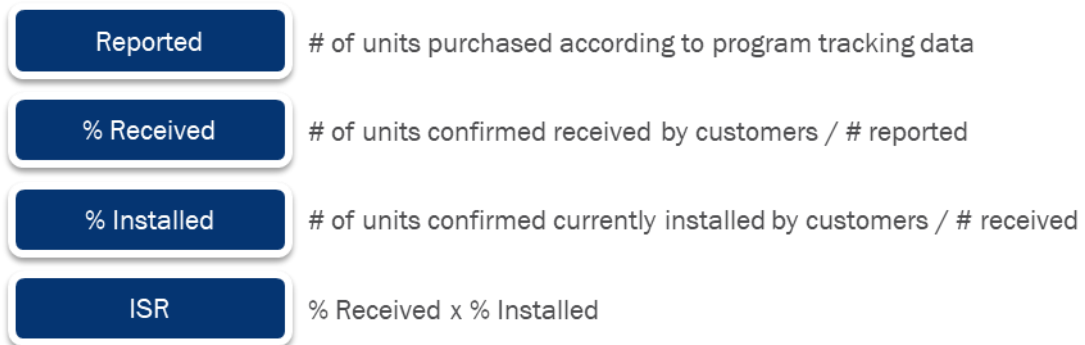 Reported # of units purchased according to program tracking data
% Received # of units confirmed received by customers / # reported
% Installed # of units confirmed currently installed by customers / # received
ISR % Received x % Installed